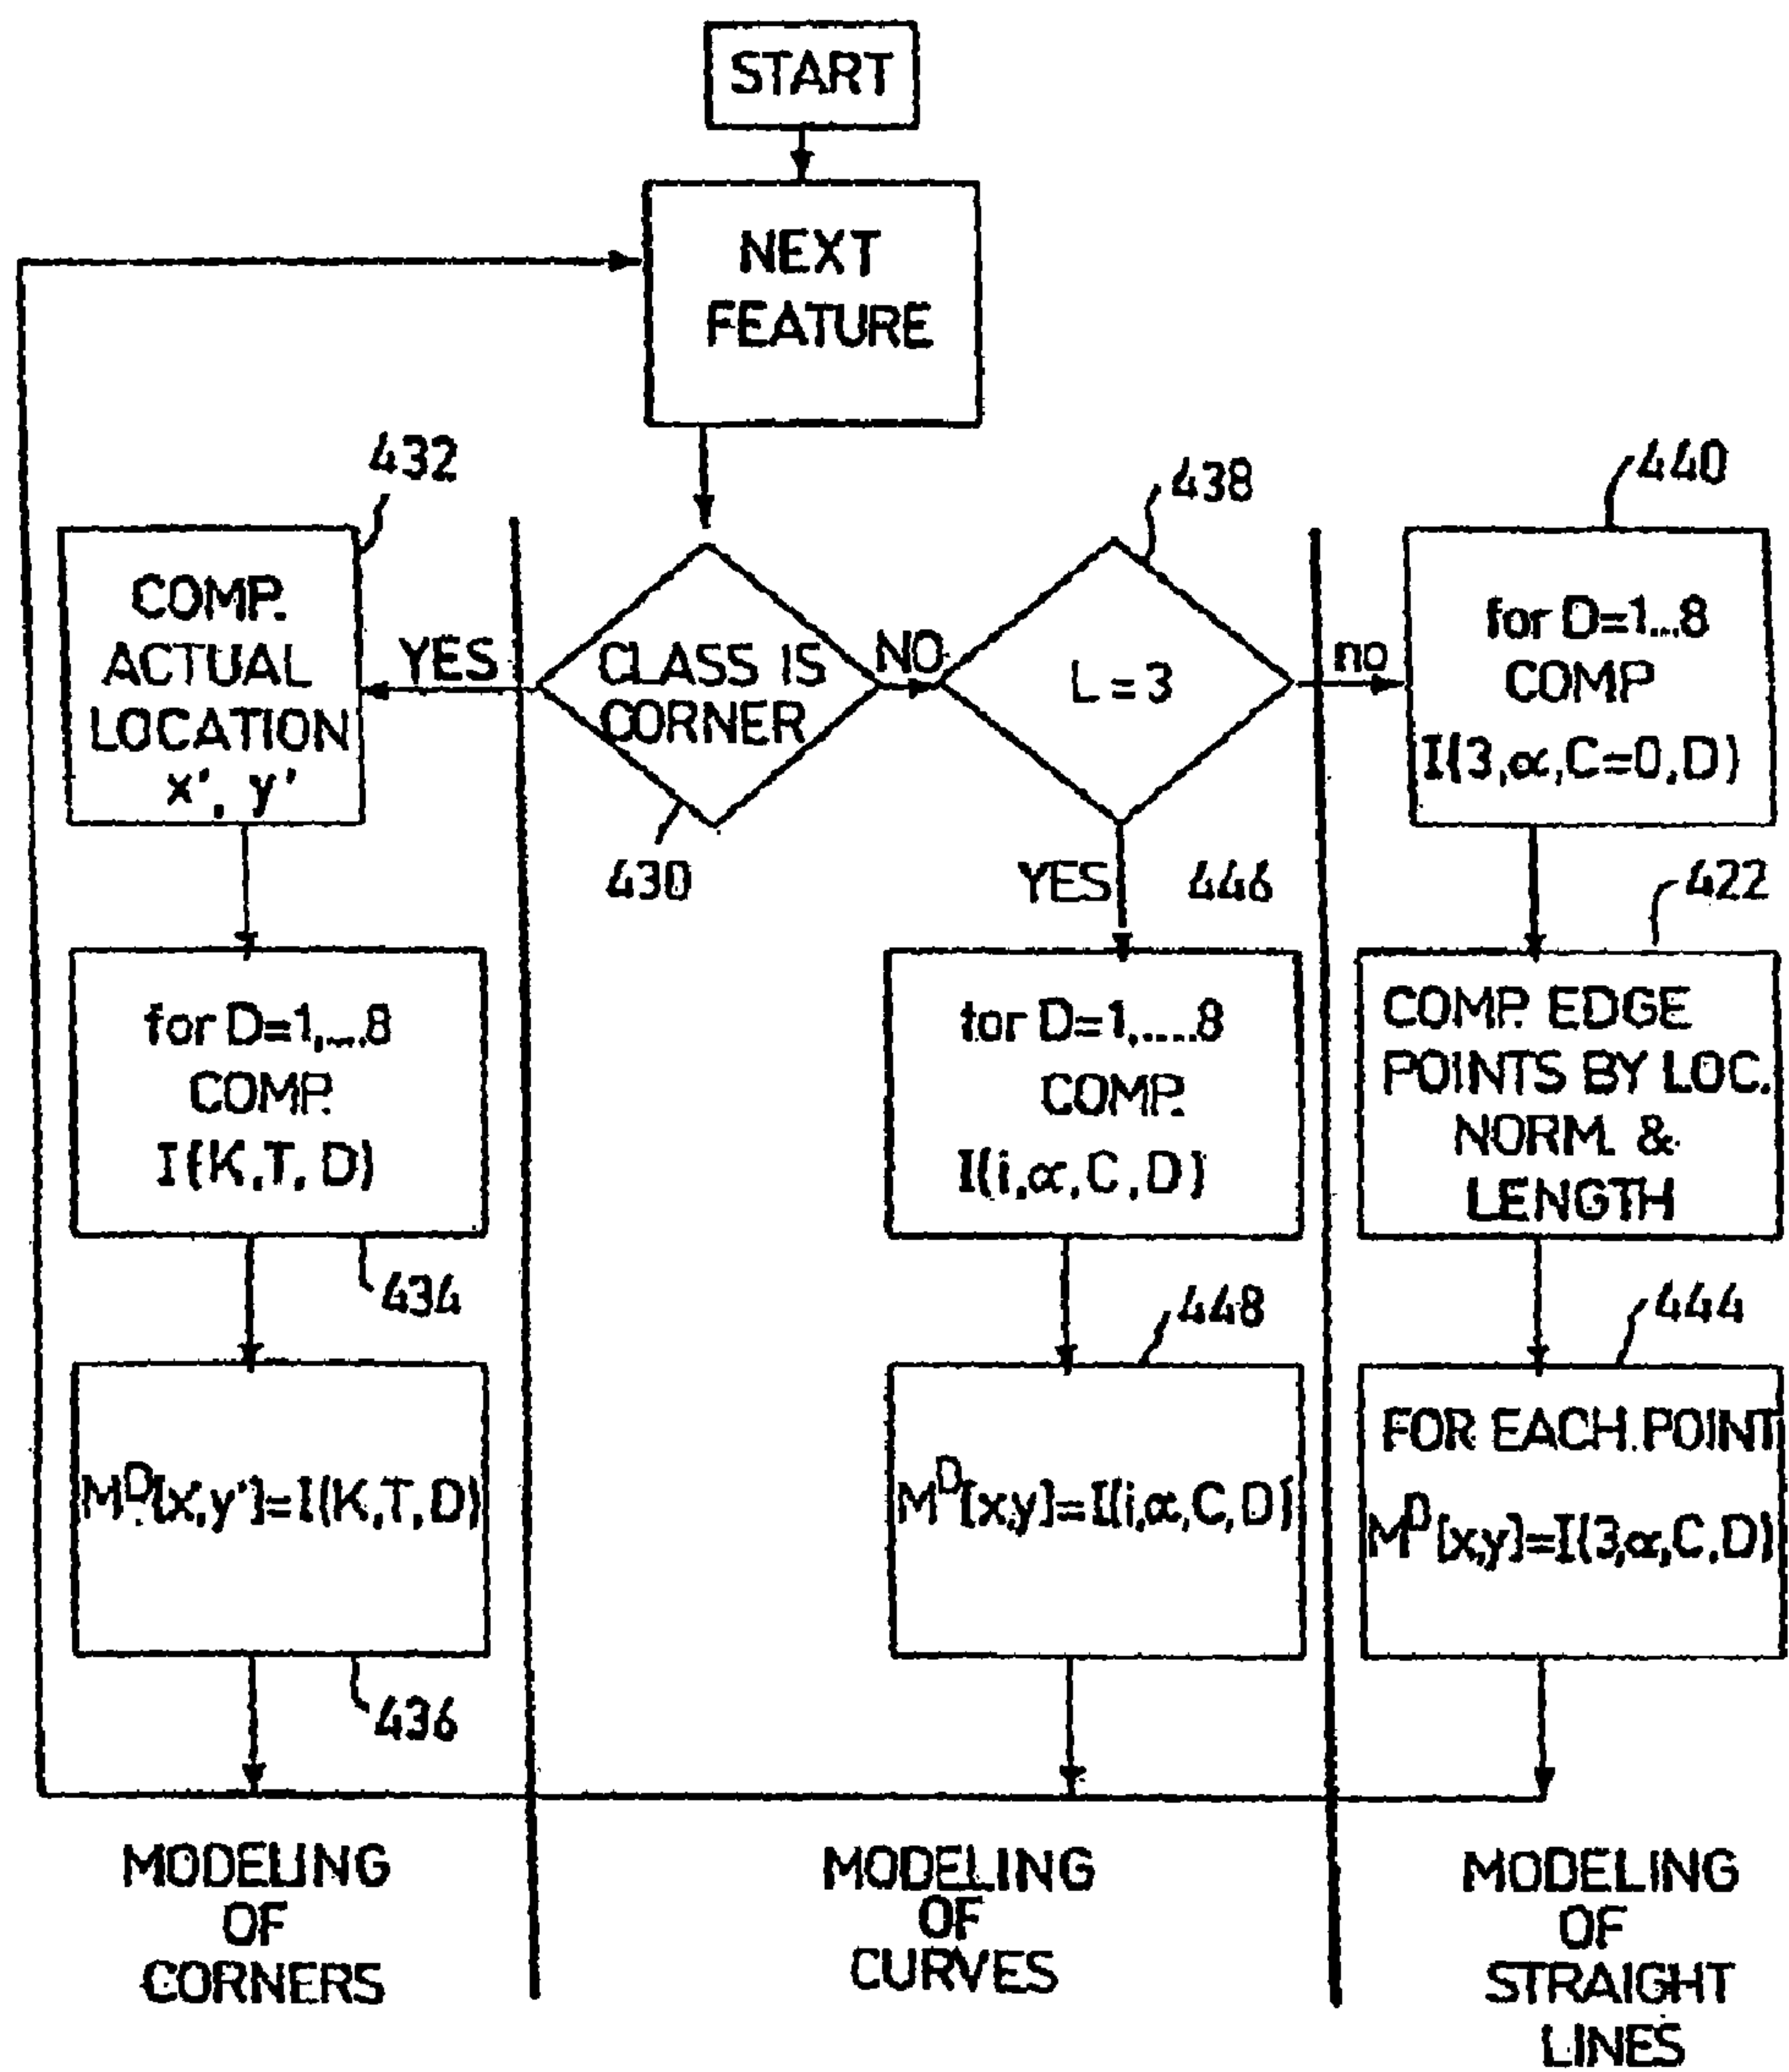 START
NEXT
FEATURE
432
COMP.
ACTUAL
LOCATION
x', y'
YES
CLASS IS
CORNER
430
NO
438
L = 3
YES
446
no
440
for D=1...8
COMP
I(3,α,C=0,D)
422
COMP. EDGE
POINTS BY LOC.
NORM. &
LENGTH
444
FOR EACH POINT
M^D[x,y]=I(3,α,C,D)
for D=1,...8
COMP.
I(K,T,D)
434
M^D[x',y']=I(K,T,D)
436
for D=1,....8
COMP.
I(i,α,C,D)
448
M^D[x,y]=I(i,α,C,D)
MODELING
OF
CORNERS
MODELING
OF
CURVES
MODELING
OF
STRAIGHT
LINES